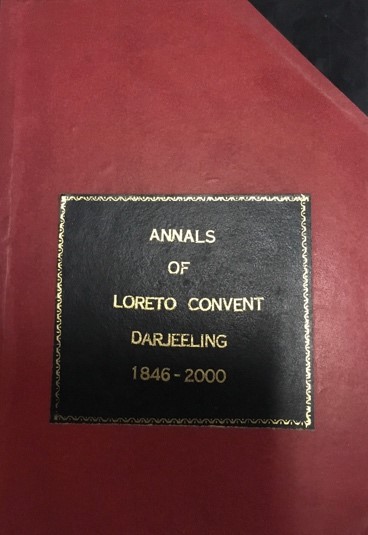 ANNALS
OF
LORETO CONVENT
DARJEELING
1846-2000